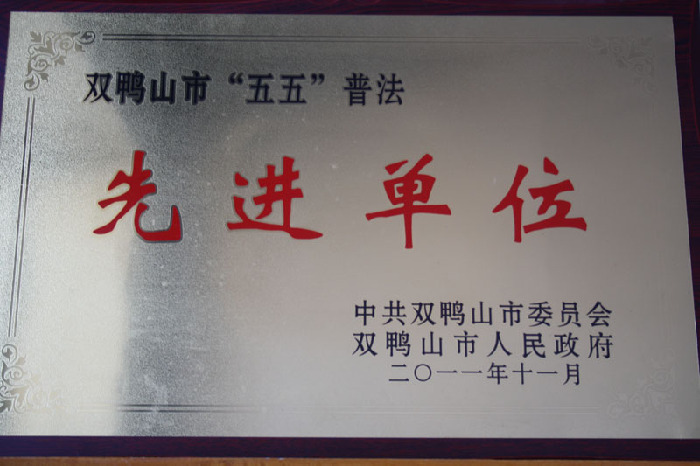 双鸭山市“五五”普法
先进单位
中共双鸭山市委员会
双鸭山市人民政府
二〇一一年十一月